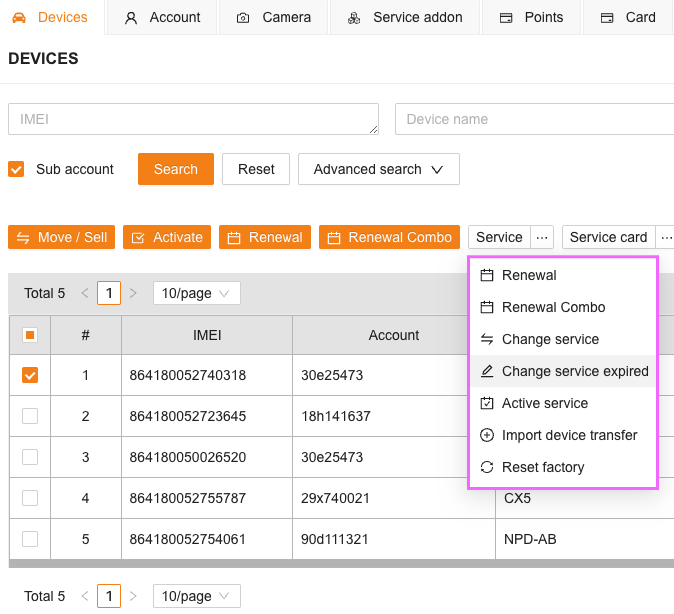 Devices Account Camera Service addon Points Card
DEVICES
IMEI Device name
Sub account Search Reset Advanced search
Move / Sell Activate Renewal Renewal Combo Service ··· Service card ···
Renewal
Total 5 < 1 > 10/page
Renewal Combo
# IMEI Account
Change service
1 864180052740318 30e25473
Change service expired
2 864180052723645 18h141637
Active service
3 864180050026520 30e25473
Import device transfer
Reset factory
4 864180052755787 29x740021 CX5
5 864180052754061 90d111321 NPD-AB
Total 5 < 1 > 10/page